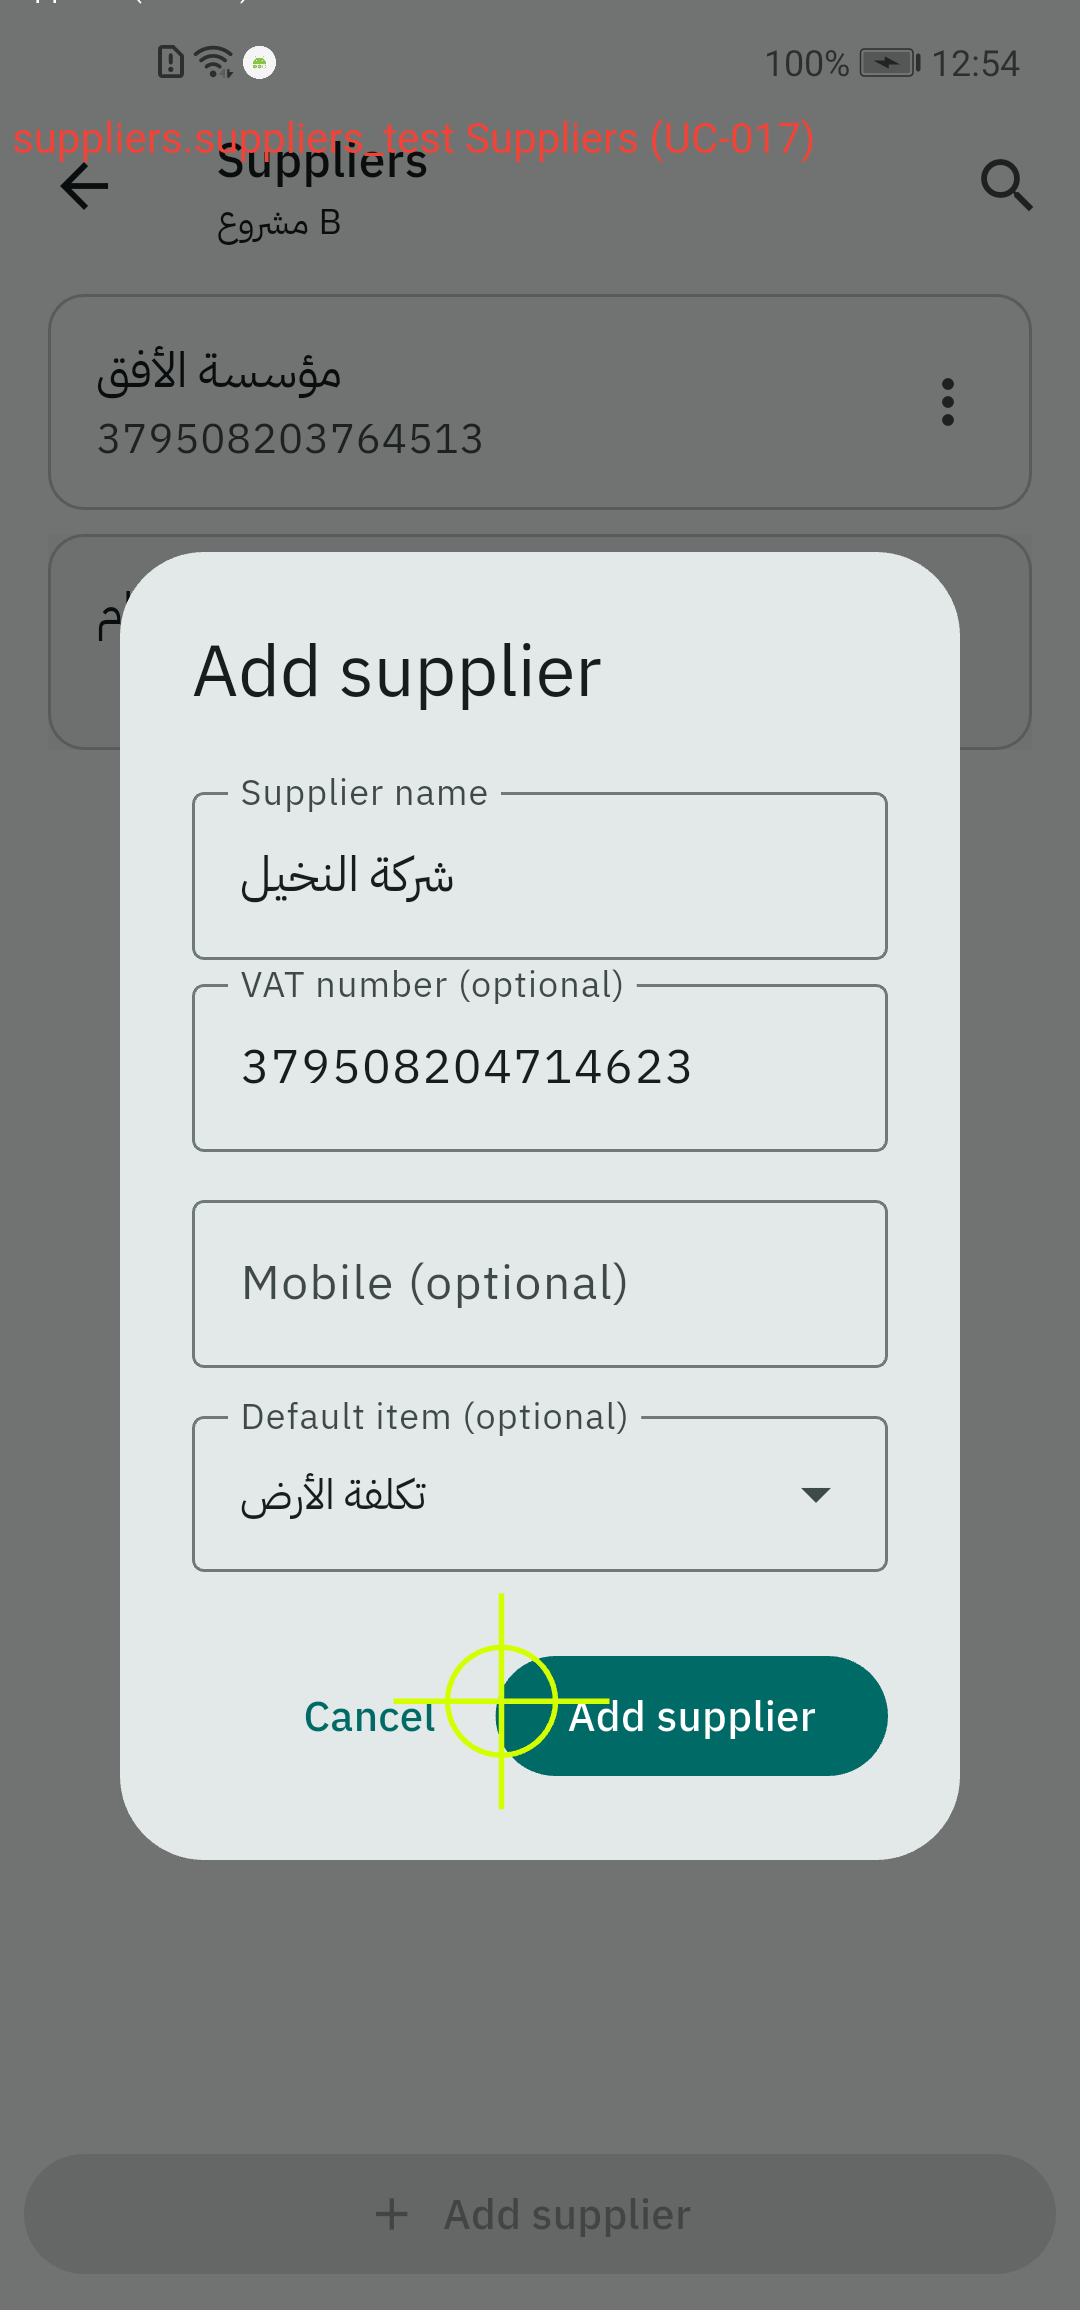 100% 12:54
suppliers.suppliers_test Suppliers (UC-017)
Suppliers
مشروع B
مؤسسة الأفق
379508203764513
Add supplier
Supplier name
شركة النخيل
VAT number (optional)
379508204714623
Mobile (optional)
Default item (optional)
تكلفة الأرض
Cancel
Add supplier
+ Add supplier